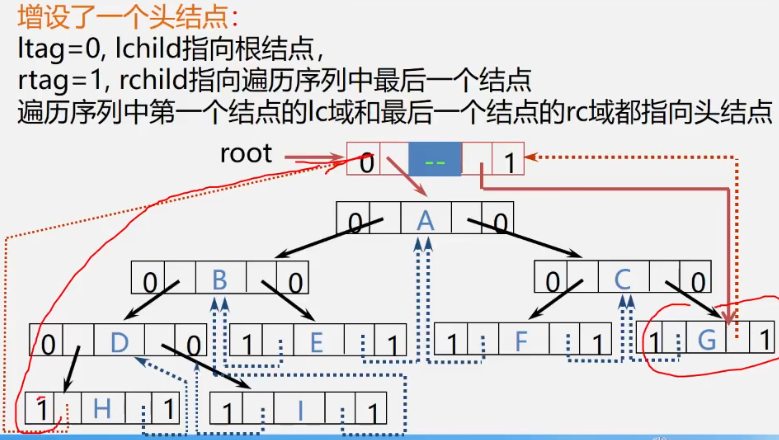 增设了一个头结点:
ltag=0, lchild指向根结点,
rtag=1, rchild指向遍历序列中最后一个结点
遍历序列中第一个结点的lc域和最后一个结点的rc域都指向头结点
root
0 -- 1
0 A 0
0 B 0
0 C 0
0 D 0
1 E 1
1 F 1
1 G 1
1 H 1
1 I 1